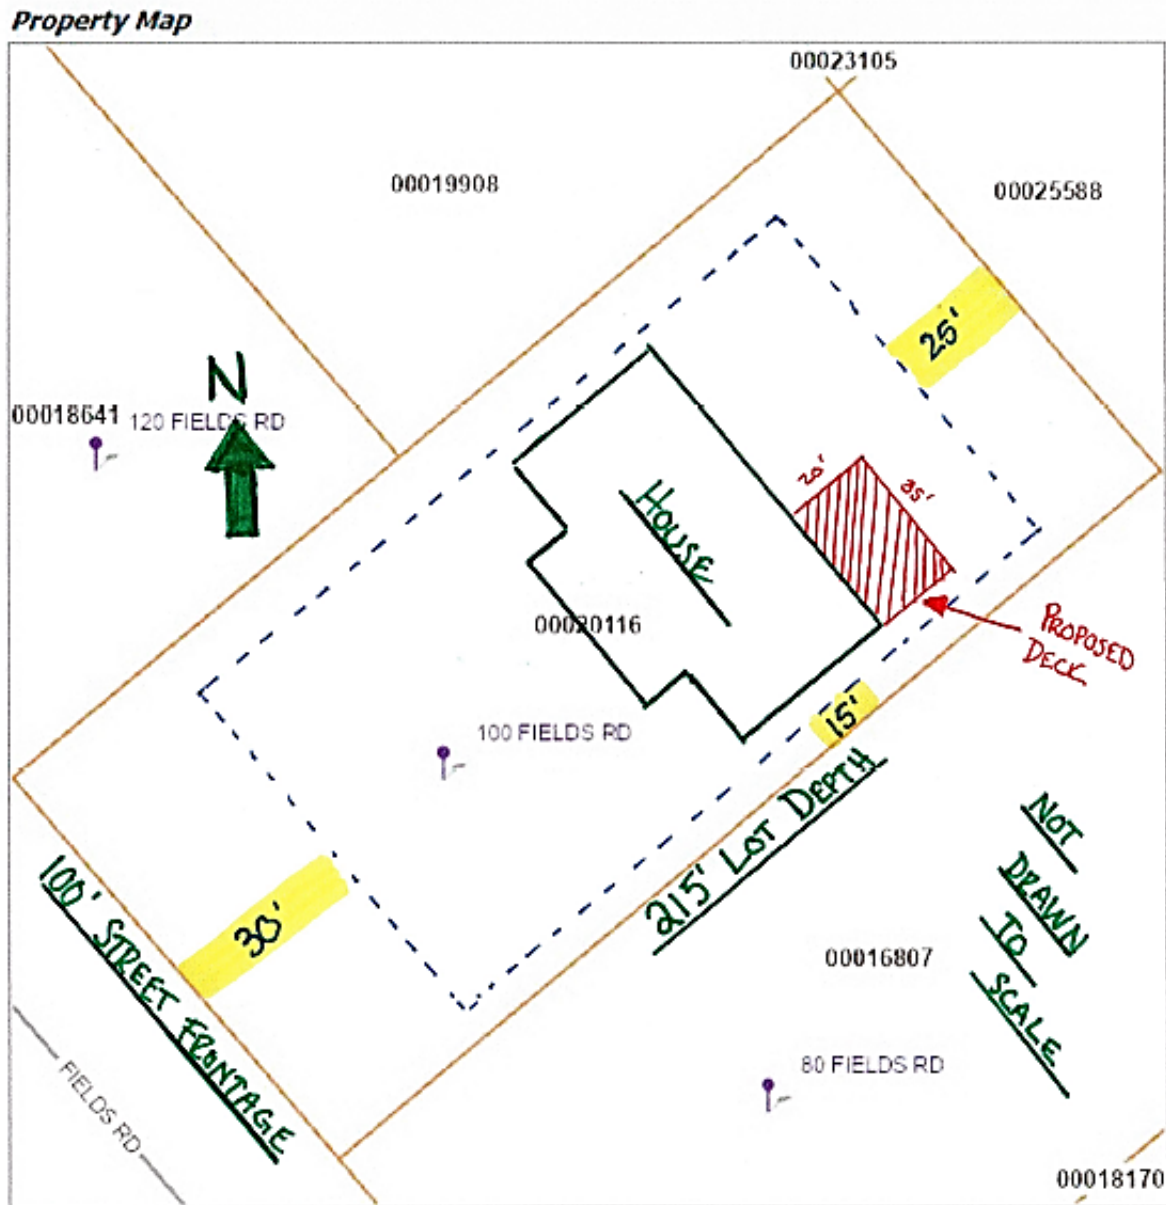 Property Map
00023105
00019908
00025588
25'
N
00018641
120 FIELDS RD
20'
35'
HOUSE
00020116
PROPOSED
DECK
100 FIELDS RD
15'
215' LOT DEPTH
NOT
DRAWN
TO
SCALE
30'
100' STREET FRONTAGE
00016807
FIELDS RD
80 FIELDS RD
00018170